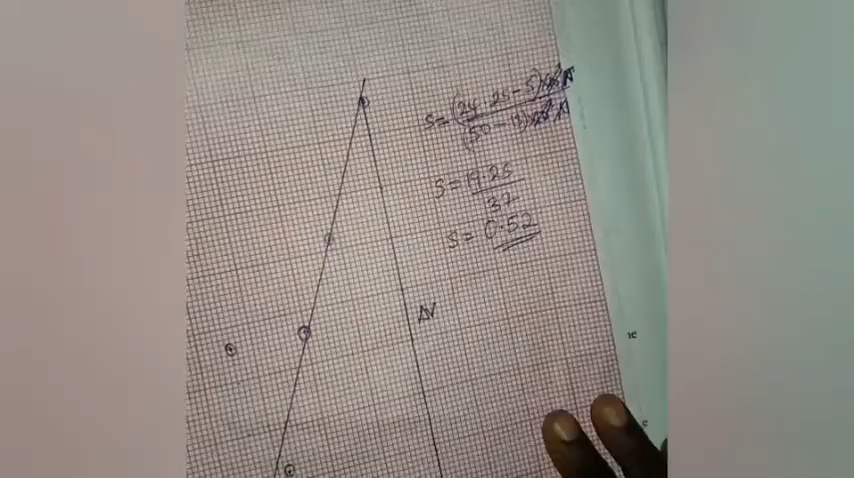 S = (24.25 - 5)
(50 - 13)
S = 19.25
37
S = 0.52
ΔV